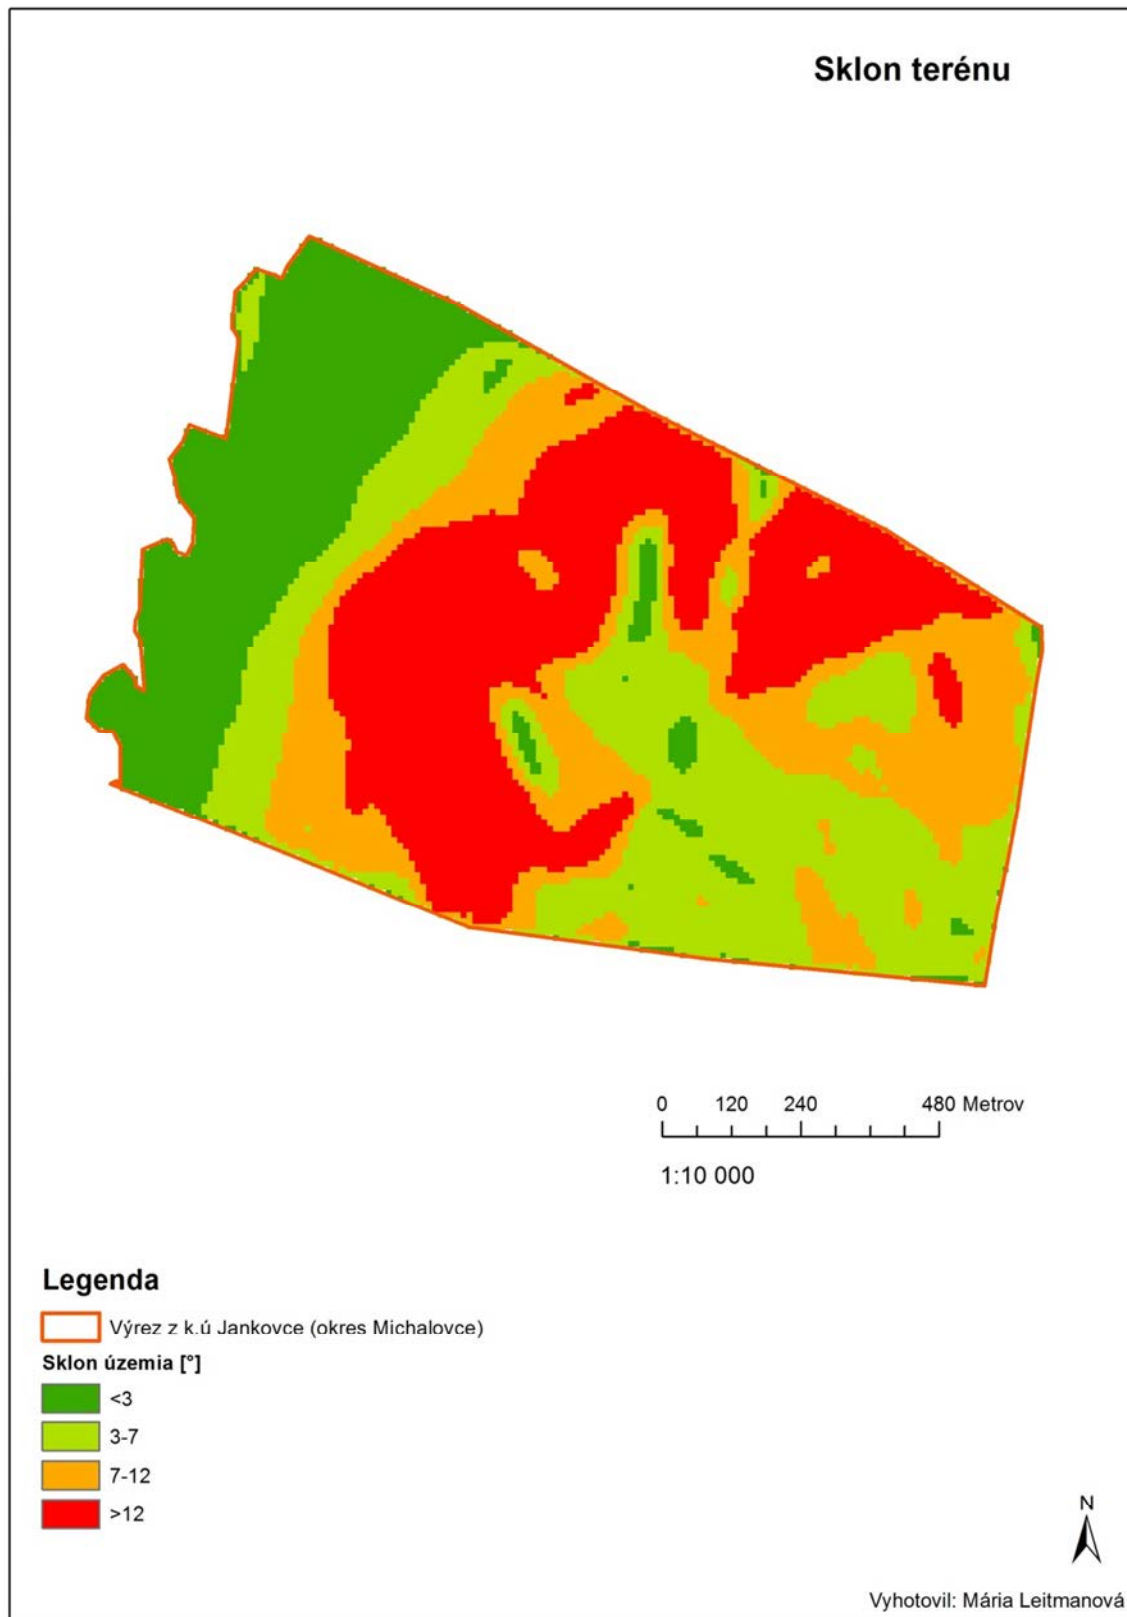 Sklon terénu
0 120 240 480 Metrov
1:10 000
Legenda
Výrez z k.ú Jankovce (okres Michalovce)
Sklon územia [°]
<3
3-7
7-12
>12
N
Vyhotovil: Mária Leitmanová